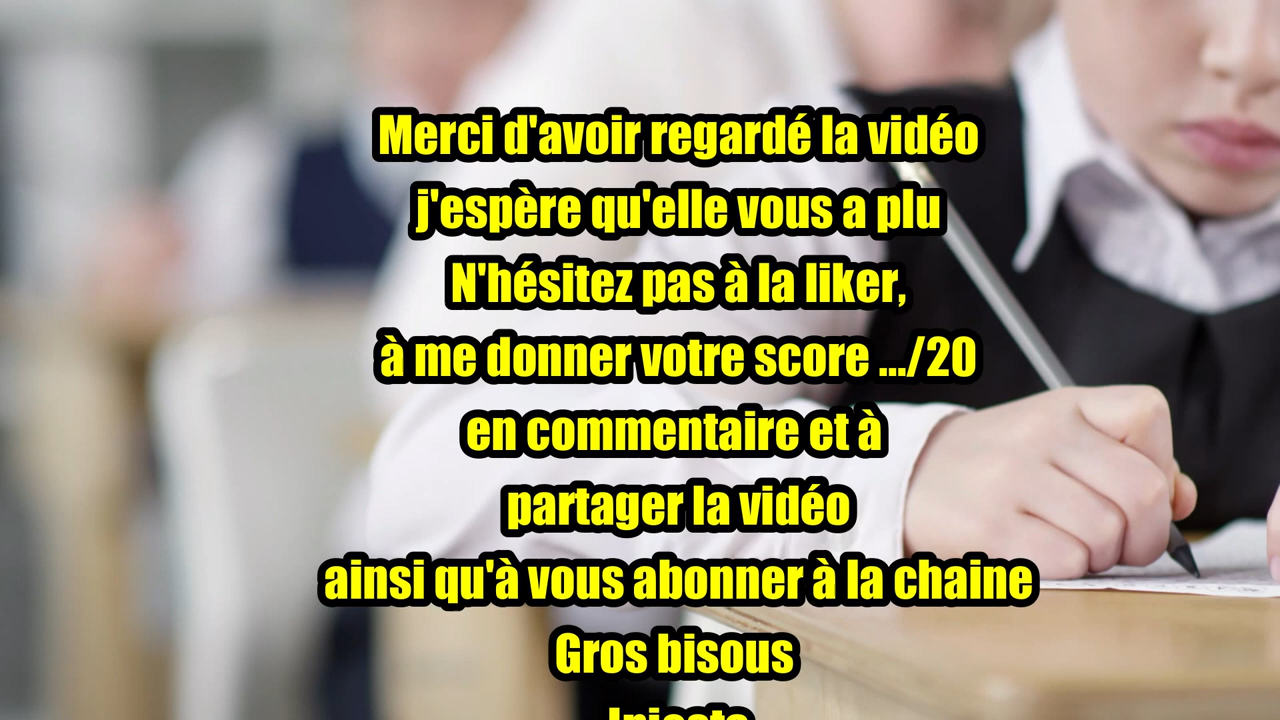 Merci d'avoir regardé la vidéo
j'espère qu'elle vous a plu
N'hésitez pas à la liker,
à me donner votre score .../20
en commentaire et à
partager la vidéo
ainsi qu'à vous abonner à la chaine
Gros bisous